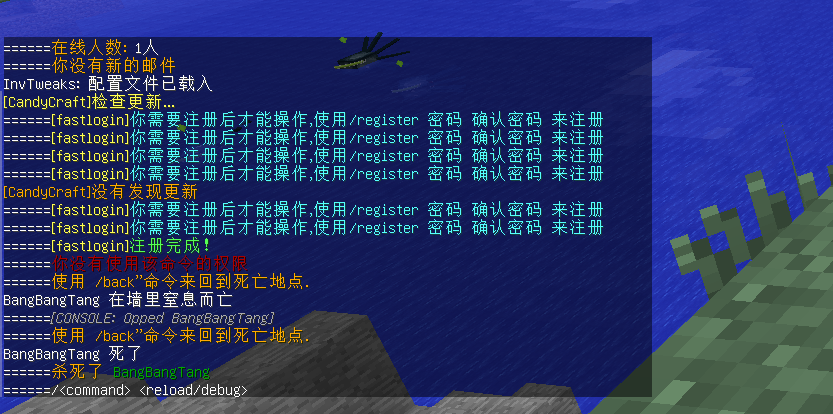 ======在线人数: 1人
======你没有新的邮件
InvTweaks: 配置文件已载入
[CandyCraft]检查更新…
======[fastlogin]你需要注册后才能操作,使用/register 密码 确认密码 来注册
======[fastlogin]你需要注册后才能操作,使用/register 密码 确认密码 来注册
======[fastlogin]你需要注册后才能操作,使用/register 密码 确认密码 来注册
======[fastlogin]你需要注册后才能操作,使用/register 密码 确认密码 来注册
[CandyCraft]没有发现更新
======[fastlogin]你需要注册后才能操作,使用/register 密码 确认密码 来注册
======[fastlogin]你需要注册后才能操作,使用/register 密码 确认密码 来注册
======[fastlogin]注册完成!
======你没有使用该命令的权限
======使用 /back"命令来回到死亡地点.
BangBangTang 在墙里窒息而亡
======[CONSOLE: Opped BangBangTang]
======使用 /back"命令来回到死亡地点.
BangBangTang 死了
======杀死了 BangBangTang
======/<command> <reload/debug>